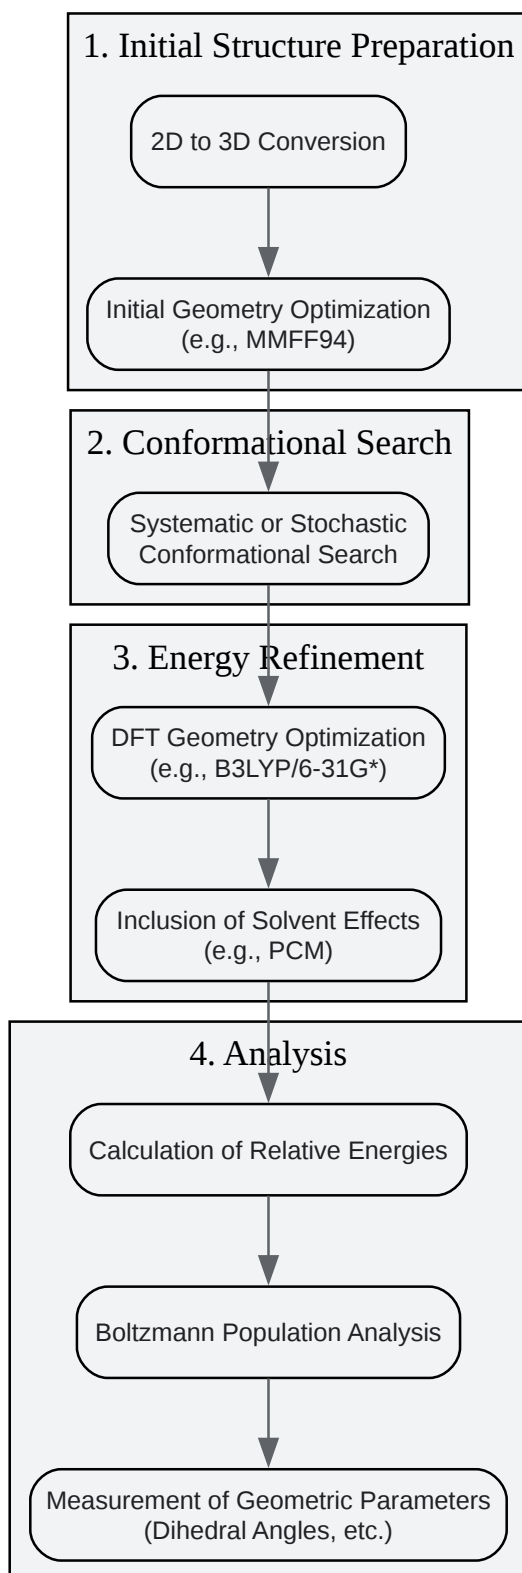 1. Initial Structure Preparation
2D to 3D Conversion
Initial Geometry Optimization
(e.g., MMFF94)
2. Conformational Search
Systematic or Stochastic
Conformational Search
3. Energy Refinement
DFT Geometry Optimization
(e.g., B3LYP/6-31G*)
Inclusion of Solvent Effects
(e.g., PCM)
4. Analysis
Calculation of Relative Energies
Boltzmann Population Analysis
Measurement of Geometric Parameters
(Dihedral Angles, etc.)